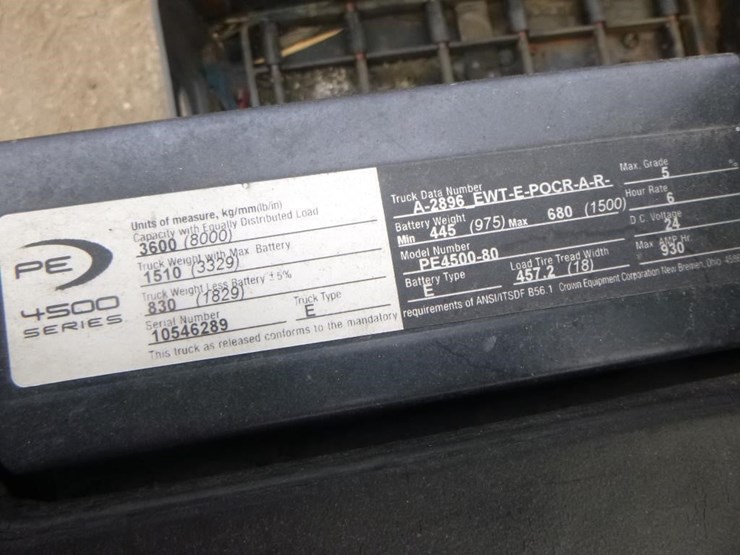 PE
4500
SERIES
Units of measure, kg/mm(lb/in)
Capacity with Equally Distributed Load
3600 (8000)
Truck Weight with Max Battery
1510 (3329)
Truck Weight Less Battery ±5%
830 (1829)
Serial Number
10546289
Truck Type
E
Truck Data Number
A-2896 EWT-E-POCR-A-R-
Max. Grade
5
%
Battery Weight
Min 445 (975) Max 680 (1500)
Hour Rate
6
Model Number
PE4500-80
D.C. Voltage
24
Battery Type
E
Load Tire Tread Width
457.2 (18)
Max AMP Hr
930
This truck as released conforms to the mandatory requirements of ANSI/ITSDF B56.1 Crown Equipment Corporation New Bremen, Ohio